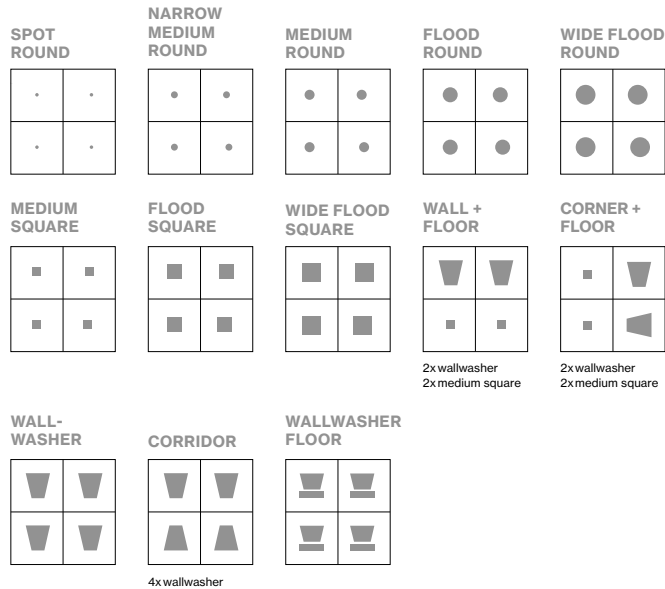 SPOT
ROUND
NARROW
MEDIUM
ROUND
MEDIUM
ROUND
FLOOD
ROUND
WIDE FLOOD
ROUND
MEDIUM
SQUARE
FLOOD
SQUARE
WIDE FLOOD
SQUARE
WALL +
FLOOR
2x wallwasher
2x medium square
CORNER +
FLOOR
2x wallwasher
2x medium square
WALL-
WASHER
CORRIDOR
4x wallwasher
WALLWASHER
FLOOR